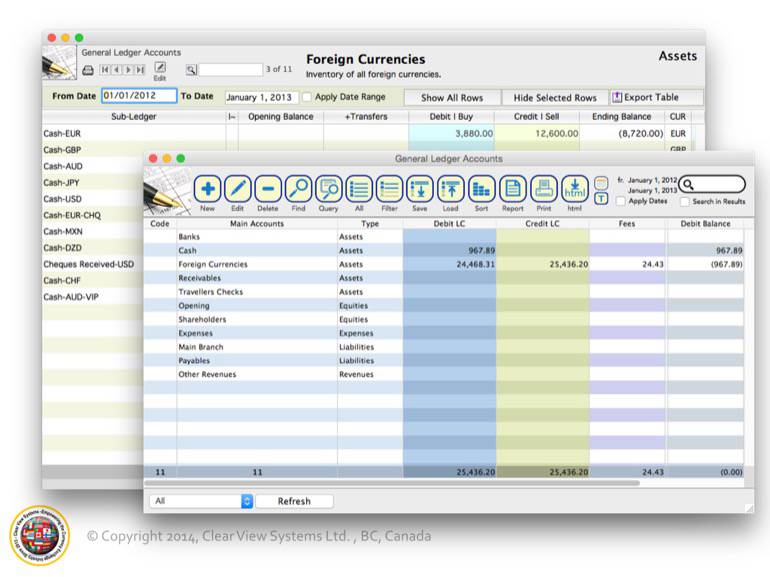 General Ledger Accounts
Edit
3 of 11
Foreign Currencies
Inventory of all foreign currencies.
Assets
From Date 01/01/2012 To Date January 1, 2013 Apply Date Range Show All Rows Hide Selected Rows Export Table
Sub-Ledger Opening Balance +Transfers Debit | Buy Credit | Sell Ending Balance CUR
Cash-EUR 3,880.00 12,600.00 (8,720.00) EUR
Cash-GBP GBP
Cash-AUD
Cash-JPY
Cash-USD
Cash-EUR-CHQ
Cash-MXN
Cash-DZD
Cheques Received-USD
Cash-CHF
Cash-AUD-VIP
General Ledger Accounts
New Edit Delete Find Query All Filter Save Load Sort Report Print html
html
T
fr. January 1, 2012
January 1, 2013
Apply Dates Search in Results
Code Main Accounts Type Debit LC Credit LC Fees Debit Balance
Banks Assets
Cash Assets 967.89 967.89
Foreign Currencies Assets 24,468.31 25,436.20 24.43 (967.89)
Receivables Assets
Travellers Checks Assets
Opening Equities
Shareholders Equities
Expenses Expenses
Main Branch Liabilities
Payables Liabilities
Other Revenues Revenues
11 11 25,436.20 25,436.20 24.43 (0.00)
All Refresh
© Copyright 2014, Clear View Systems Ltd. , BC, Canada